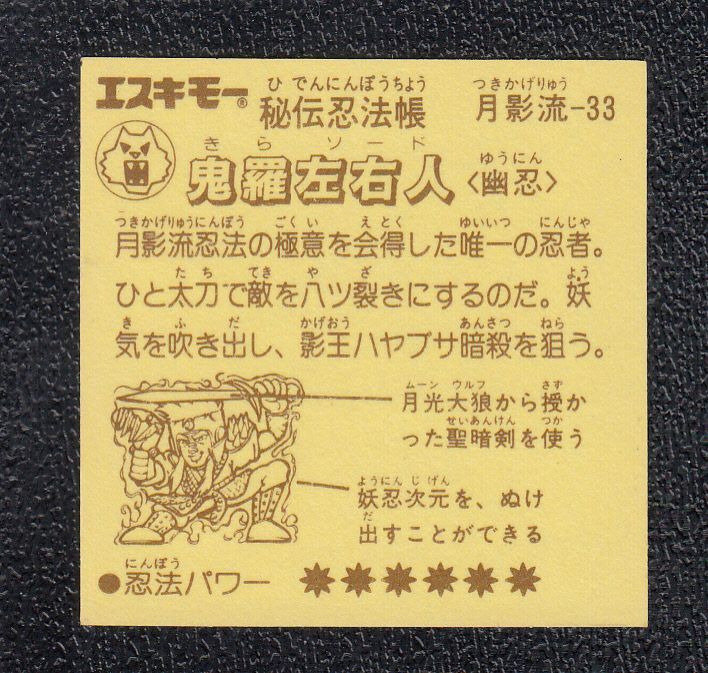 エスキモー® 秘伝忍法帳 月影流-33
ひでんにんぽうちょう つきかげりゅう
きら ソード
鬼羅左右人〈幽忍〉
ゆうにん
つきかげりゅうにんぽう ごくい えとく ゆいいつ にんじゃ
月影流忍法の極意を会得した唯一の忍者。
たち てき や ざ よう
ひと太刀で敵を八ツ裂きにするのだ。妖
き ふ だ かげおう あんさつ ねら
気を吹き出し、影王ハヤブサ暗殺を狙う。
ムーン ウルフ さず
月光大狼から授か
せいあんけん つか
った聖暗剣を使う
ようにんじげん
妖忍次元を、ぬけ
だ
出すことができる
にんぽう
●忍法パワー ✸✸✸✸✸✸